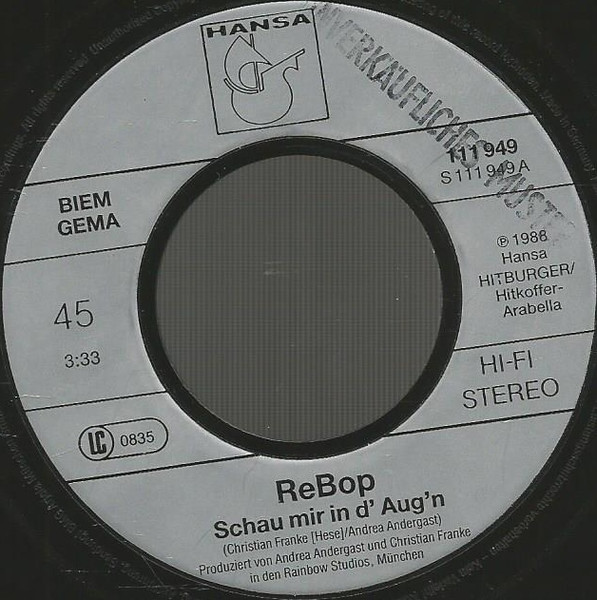 HANSA
UNVERKÄUFLICHES MUSTER
111 949
S 111 949 A
BIEM
GEMA
℗ 1988
Hansa
HITBURGER/
Hitkoffer-
Arabella
45
3:33
HI-FI
STEREO
LC 0835
ReBop
Schau mir in d' Aug'n
(Christian Franke [Hese]/Andrea Andergast)
Produziert von Andrea Andergast und Christian Franke
in den Rainbow Studios, München